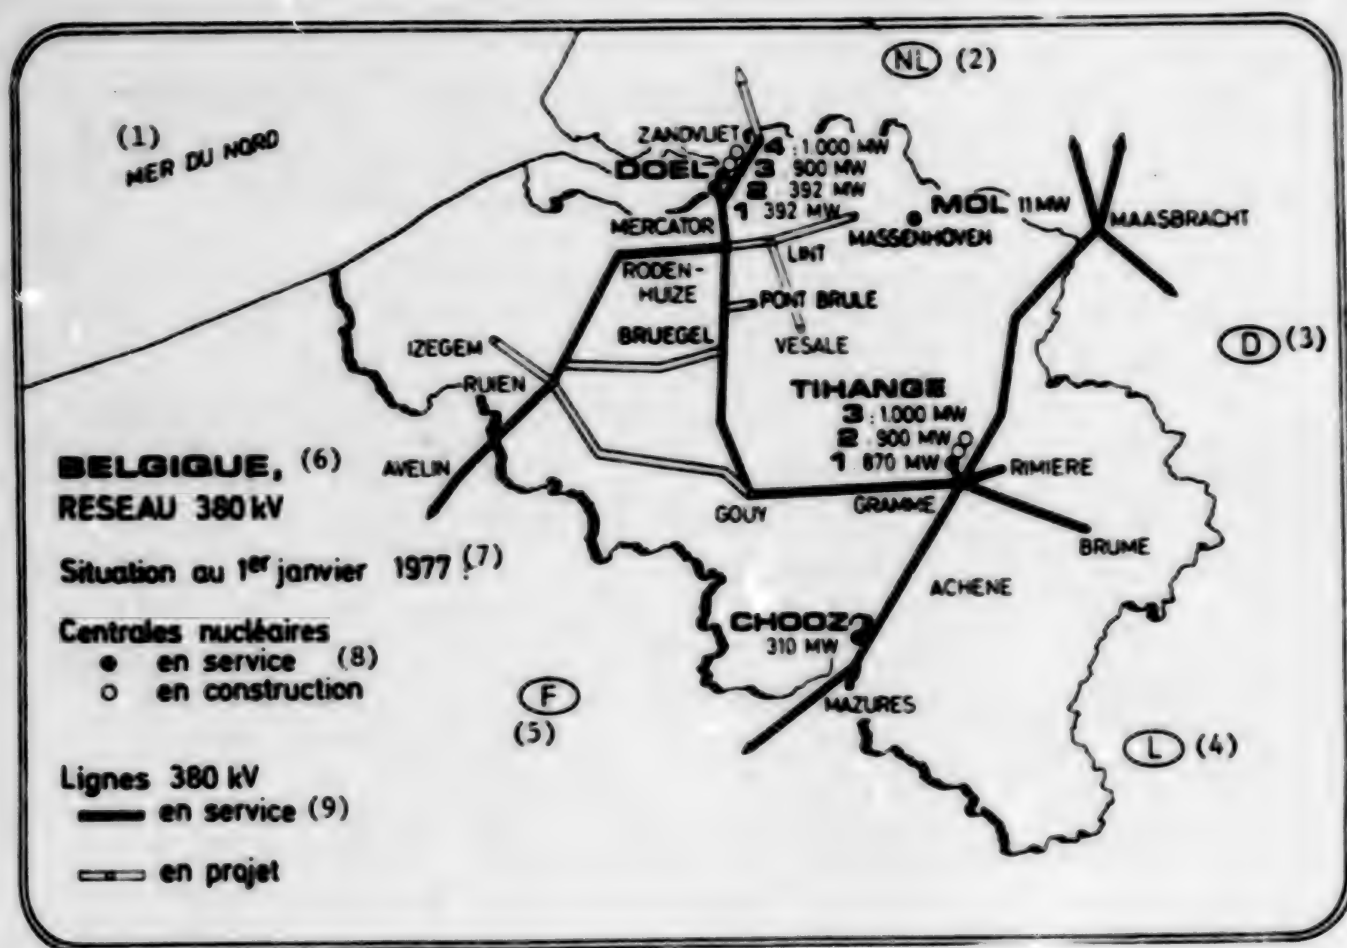 (NL) (2)
(1)
MER DU NORD
ZANDVLIET
DOEL
4 : 1.000 MW
3 900 MW
2 . 392 MW
1 392 MW
MERCATOR
MOL 11 MW
MASSENHOVEN
MAASBRACHT
LINT
RODEN-
HUIZE
PONT BRULE
BRUEGEL
VESALE
IZEGEM
RUIEN
D (3)
TIHANGE
3 : 1.000 MW
2 . 900 MW
1 : 870 MW
AVELIN
RIMIERE
GOUY
GRAMME
BRUME
ACHENE
CHOOZ
310 MW
MAZURES
F
(5)
L (4)
BELGIQUE, (6)
RESEAU 380 kV
Situation au 1er janvier 1977 : (7)
Centrales nucléaires
● en service (8)
○ en construction
Lignes 380 kV
en service (9)
en projet